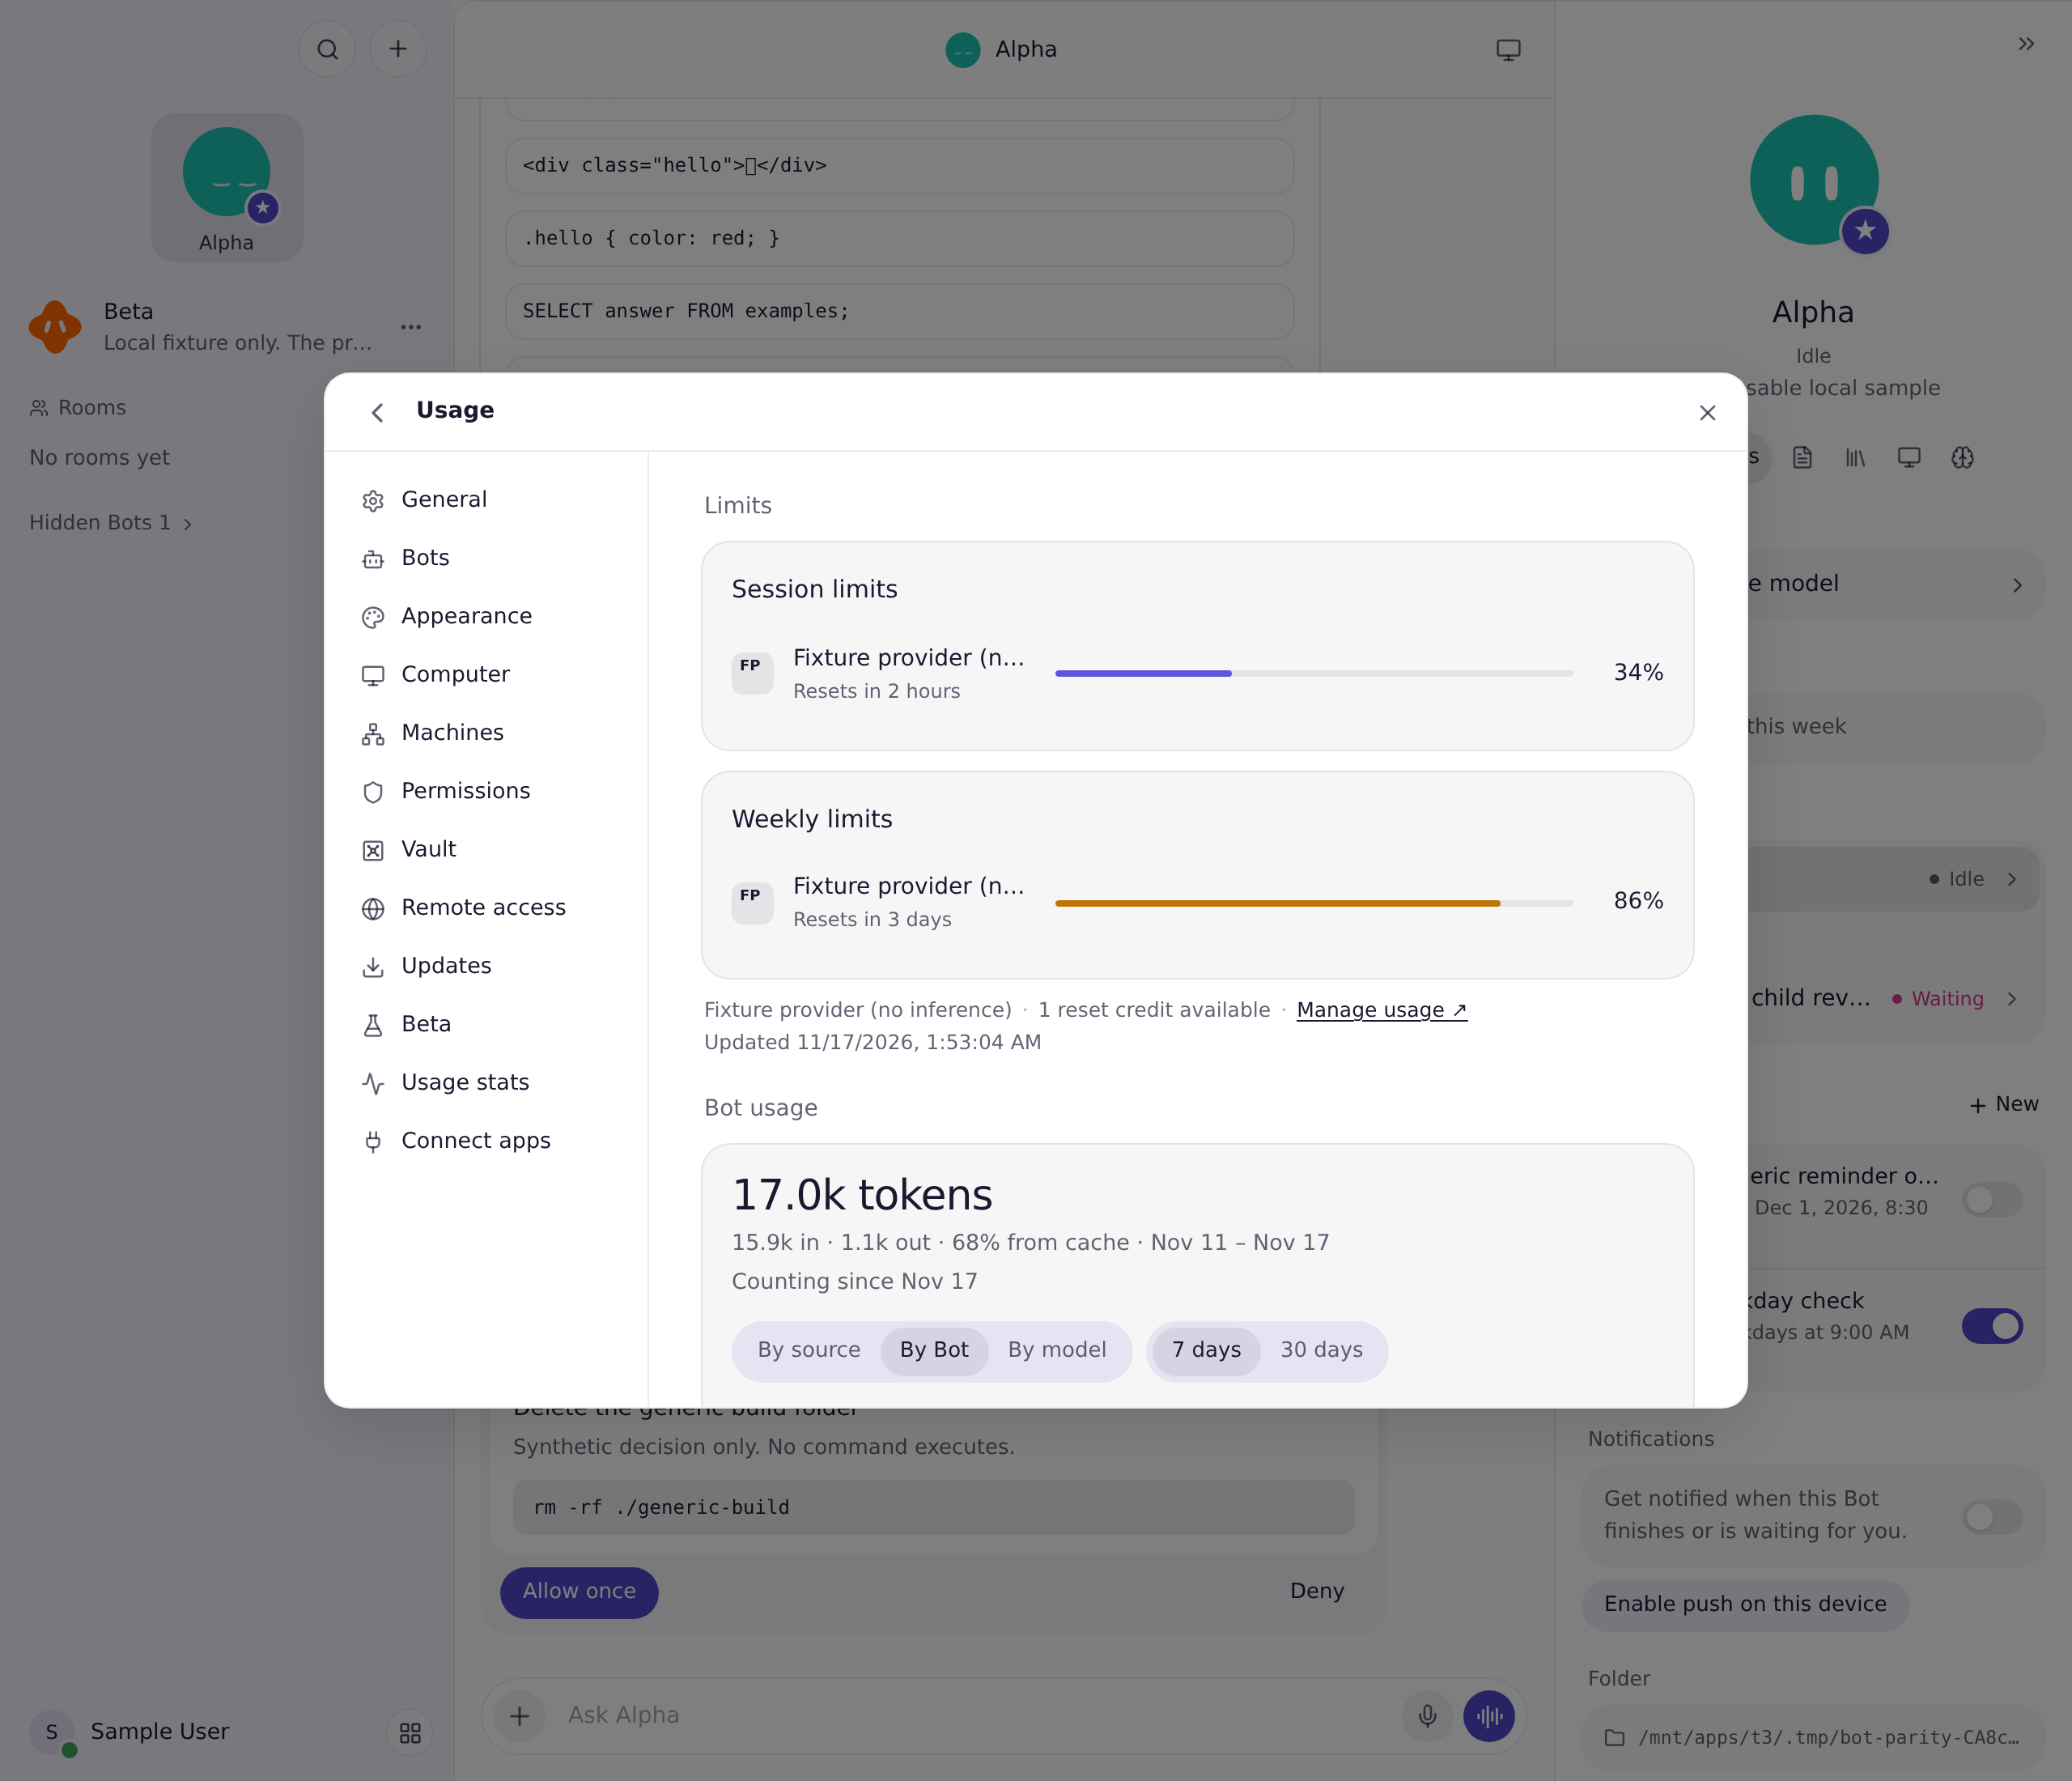 Alpha
Alpha
Beta
Local fixture only. The pr...
Rooms
No rooms yet
Hidden Bots 1
<div class="hello">▯</div>
.hello { color: red; }
SELECT answer FROM examples;
Usage
General
Bots
Appearance
Computer
Machines
Permissions
Vault
Remote access
Updates
Beta
Usage stats
Connect apps
Limits
Session limits
FP
Fixture provider (n...
Resets in 2 hours
34%
Weekly limits
FP
Fixture provider (n...
Resets in 3 days
86%
Fixture provider (no inference) · 1 reset credit available · Manage usage ↗
Updated 11/17/2026, 1:53:04 AM
Bot usage
17.0k tokens
15.9k in · 1.1k out · 68% from cache · Nov 11 – Nov 17
Counting since Nov 17
By source By Bot By model 7 days 30 days
Delete the generic build folder
Synthetic decision only. No command executes.
rm -rf ./generic-build
Allow once
Deny
Ask Alpha
S
Sample User
Alpha
Idle
sable local sample
s
e model
this week
Idle
child rev...
Waiting
+ New
eric reminder o...
Dec 1, 2026, 8:30
kday check
kdays at 9:00 AM
Notifications
Get notified when this Bot
finishes or is waiting for you.
Enable push on this device
Folder
/mnt/apps/t3/.tmp/bot-parity-CA8c...